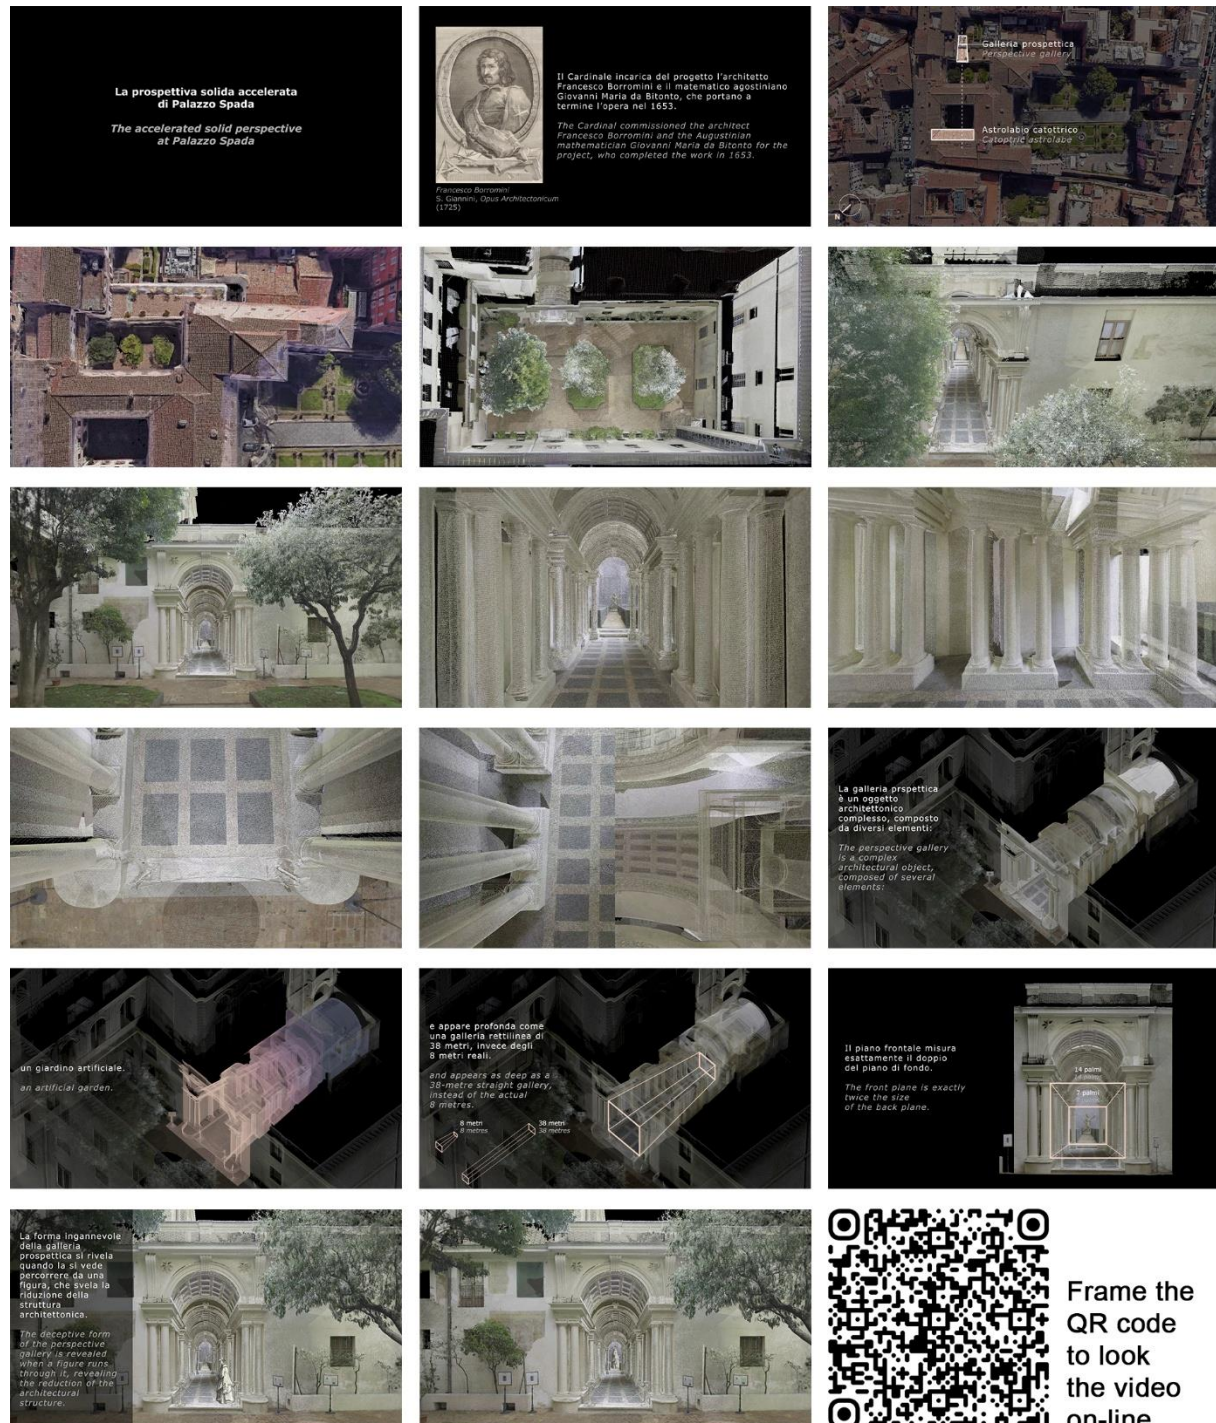 La prospettiva solida accelerata
di Palazzo Spada
The accelerated solid perspective
at Palazzo Spada
Il Cardinale incarica del progetto l'architetto
Francesco Borromini e il matematico agostiniano
Giovanni Maria da Bitonto, che portano a
termine l'opera nel 1653.
The Cardinal commissioned the architect
Francesco Borromini and the Augustinian
mathematician Giovanni Maria da Bitonto for the
project, who completed the work in 1653.
Francesco Borromini
S. Giannini, Opus Architectonicum
(1725)
Galleria prospettica
Perspective gallery
Astrolabio catottrico
Catoptric astrolabe
N
La galleria prspettica
è un oggetto
architettonico
complesso, composto
da diversi elementi:
The perspective gallery
is a complex
architectural object,
composed of several
elements:
un giardino artificiale.
an artificial garden.
e appare profonda come
una galleria rettilinea di
38 metri, invece degli
8 metri reali.
and appears as deep as a
38-metre straight gallery,
instead of the actual
8 metres.
8 metri
8 metres
38 metri
38 metres
Il piano frontale misura
esattamente il doppio
del piano di fondo.
The front plane is exactly
twice the size
of the back plane.
14 palmi
7 palmi
La forma ingannevole
della galleria
prospettica si rivela
quando la si vede
percorrere da una
figura, che svela la
riduzione della
struttura
architettonica.
The deceptive form
of the perspective
gallery is revealed
when a figure runs
through it, revealing
the reduction of the
architectural
structure.
Frame the
QR code
to look
the video
on-line